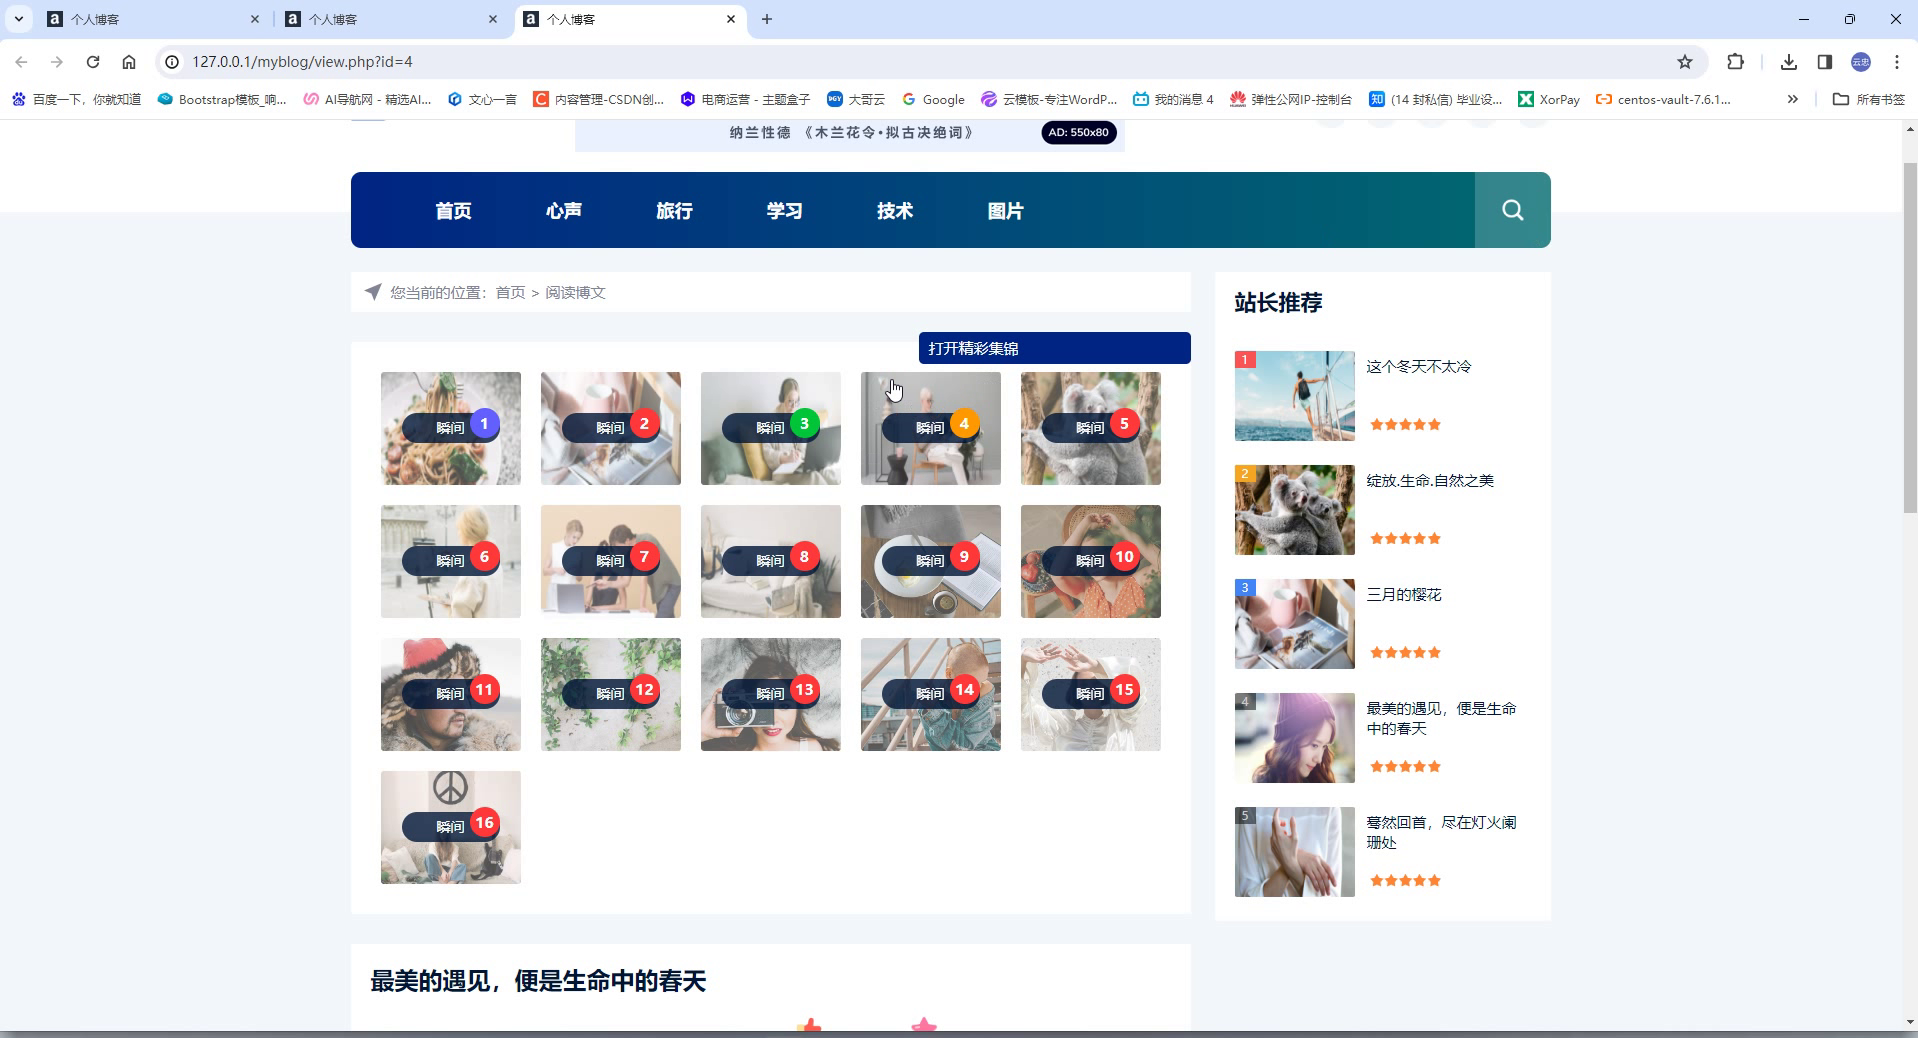 个人博客
个人博客
个人博客
127.0.0.1/myblog/view.php?id=4
云忠
百度一下，你就知道
Bootstrap模板_响...
AI导航网 - 精选AI...
文心一言
内容管理-CSDN创...
电商运营 - 主题盒子
大哥云
Google
云模板-专注WordP...
我的消息 4
弹性公网IP-控制台
(14 封私信) 毕业设...
XorPay
centos-vault-7.6.1...
所有书签
纳兰性德 《木兰花令·拟古决绝词》
AD: 550x80
首页
心声
旅行
学习
技术
图片
您当前的位置：首页 > 阅读博文
打开精彩集锦
瞬间 1
瞬间 2
瞬间 3
瞬间 4
瞬间 5
瞬间 6
瞬间 7
瞬间 8
瞬间 9
瞬间 10
瞬间 11
瞬间 12
瞬间 13
瞬间 14
瞬间 15
瞬间 16
站长推荐
1
这个冬天不太冷
2
绽放.生命.自然之美
3
三月的樱花
4
最美的遇见，便是生命
中的春天
5
蓦然回首，尽在灯火阑
珊处
最美的遇见，便是生命中的春天